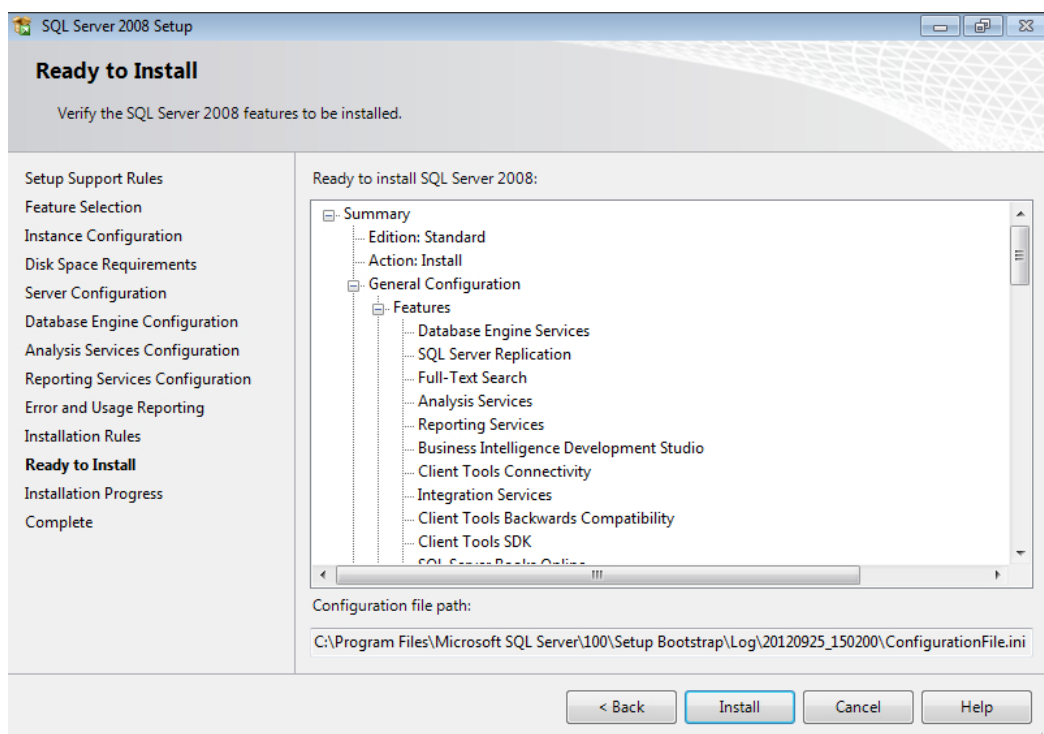 SQL Server 2008 Setup
Ready to Install
Verify the SQL Server 2008 features to be installed.
Setup Support Rules
Feature Selection
Instance Configuration
Disk Space Requirements
Server Configuration
Database Engine Configuration
Analysis Services Configuration
Reporting Services Configuration
Error and Usage Reporting
Installation Rules
Ready to Install
Installation Progress
Complete
Ready to install SQL Server 2008:
Summary
Edition: Standard
Action: Install
General Configuration
Features
Database Engine Services
SQL Server Replication
Full-Text Search
Analysis Services
Reporting Services
Business Intelligence Development Studio
Client Tools Connectivity
Integration Services
Client Tools Backwards Compatibility
Client Tools SDK
SQL Server Books Online
Configuration file path:
C:\Program Files\Microsoft SQL Server\100\Setup Bootstrap\Log\20120925_150200\ConfigurationFile.ini
< Back
Install
Cancel
Help